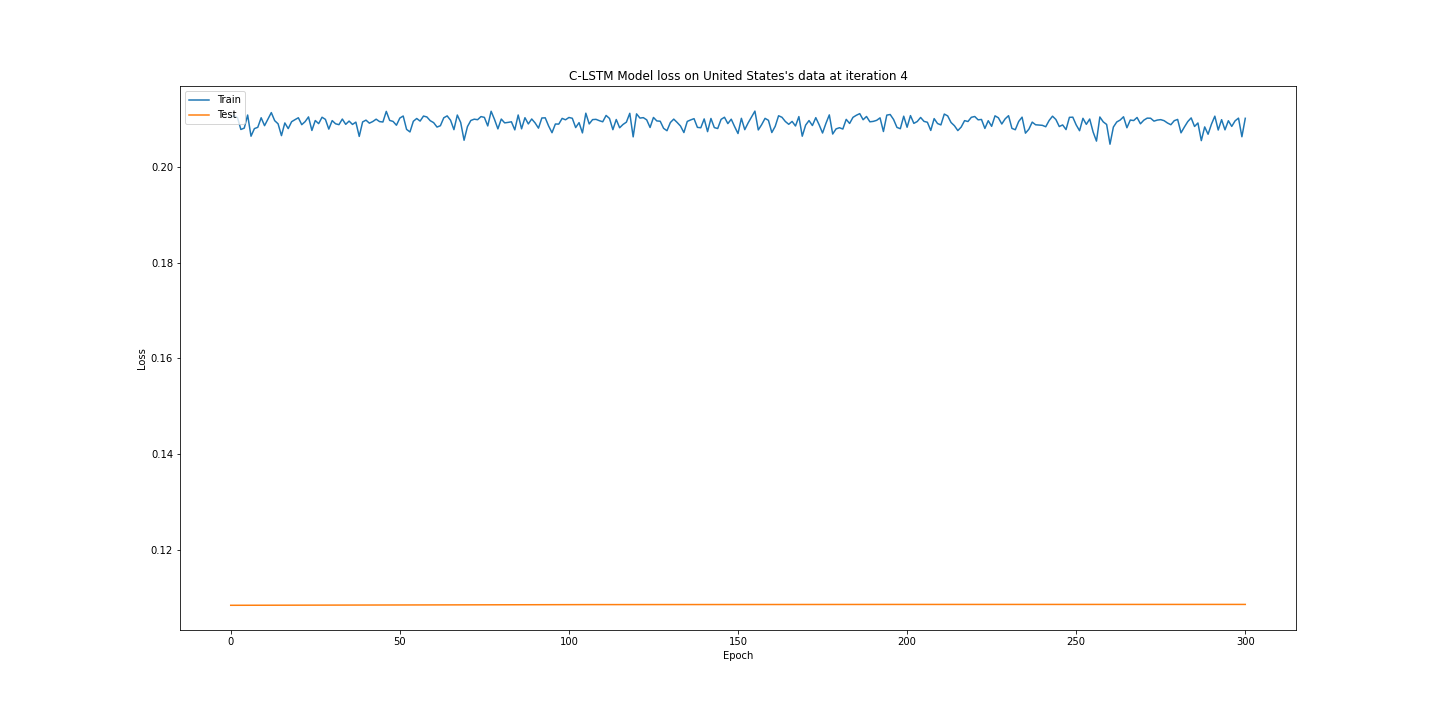 C-LSTM Model loss on United States's data at iteration 4
Train
Test
0.20
0.18
0.16
0.14
0.12
Loss
0
50
100
150
200
250
300
Epoch